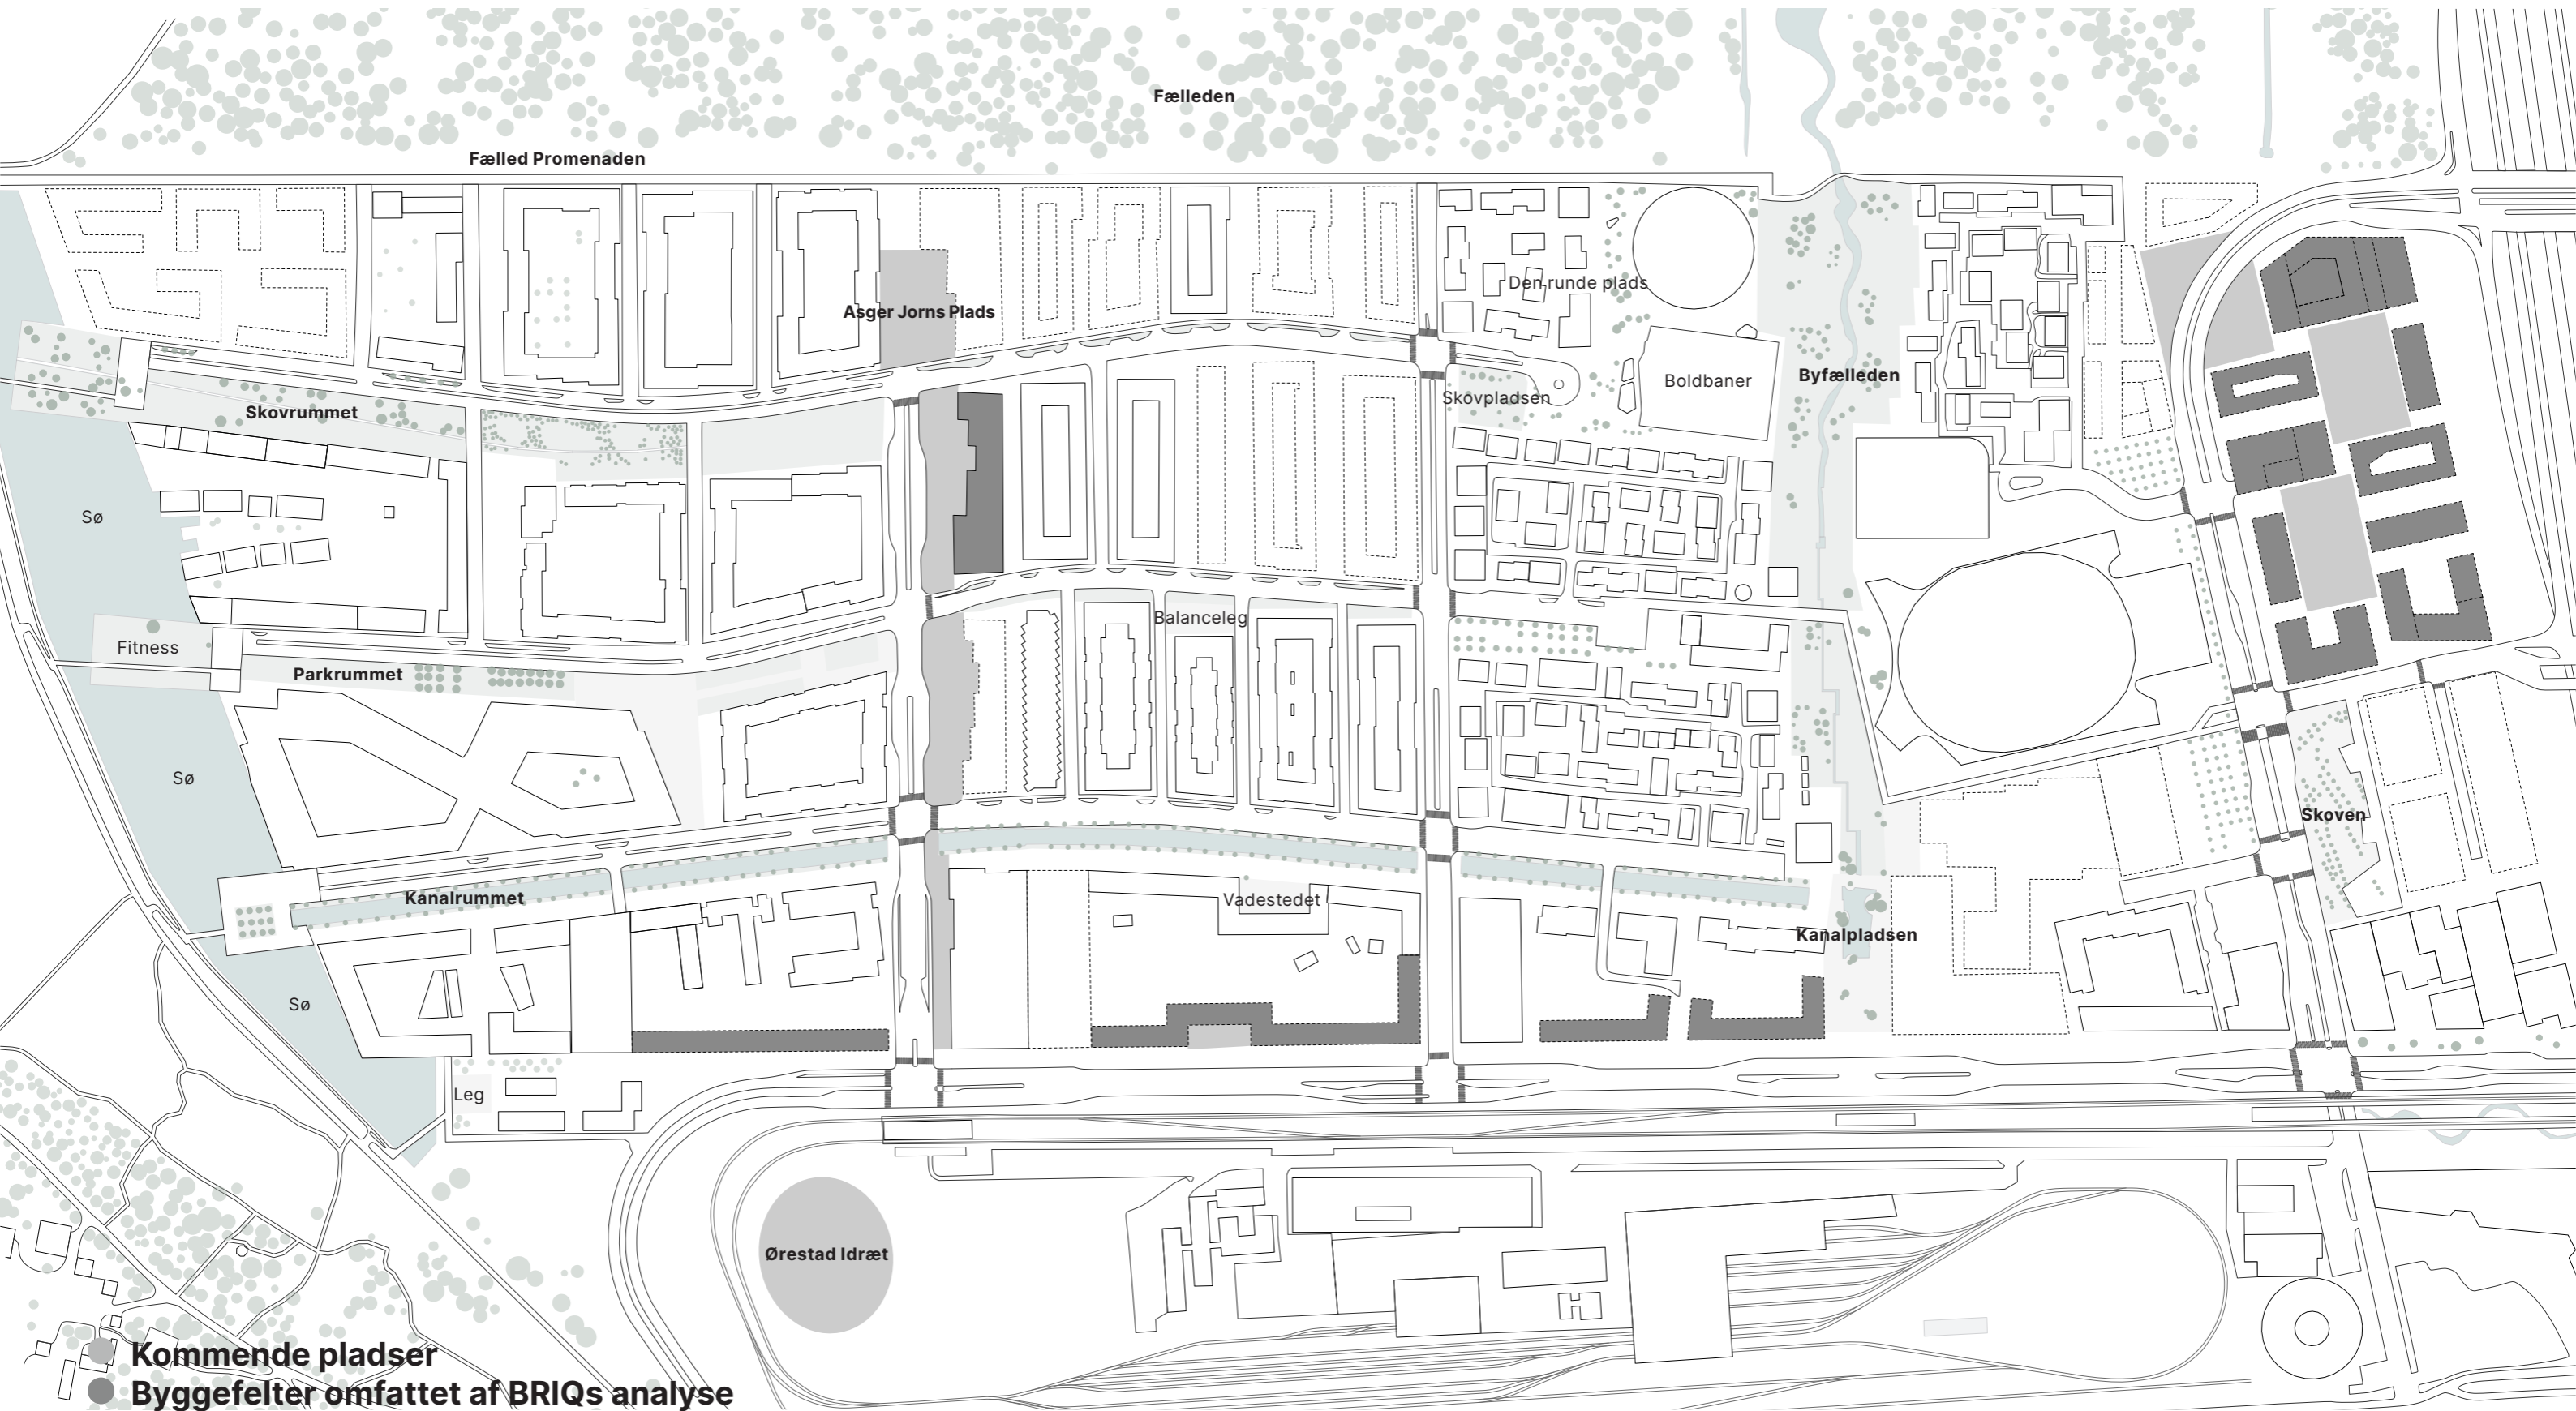 Fælleden
Fælled Promenaden
Den runde plads
Asger Jorns Plads
Byfælleden
Boldbaner
Skovpladsen
Skovrummet
Sø
Balanceleg
Fitness
Parkrummet
Sø
Skoven
Kanalrummet
Vadestedet
Kanalpladsen
Sø
Leg
Ørestad Idræt
Kommende pladser
Byggefelter omfattet af BRIQs analyse